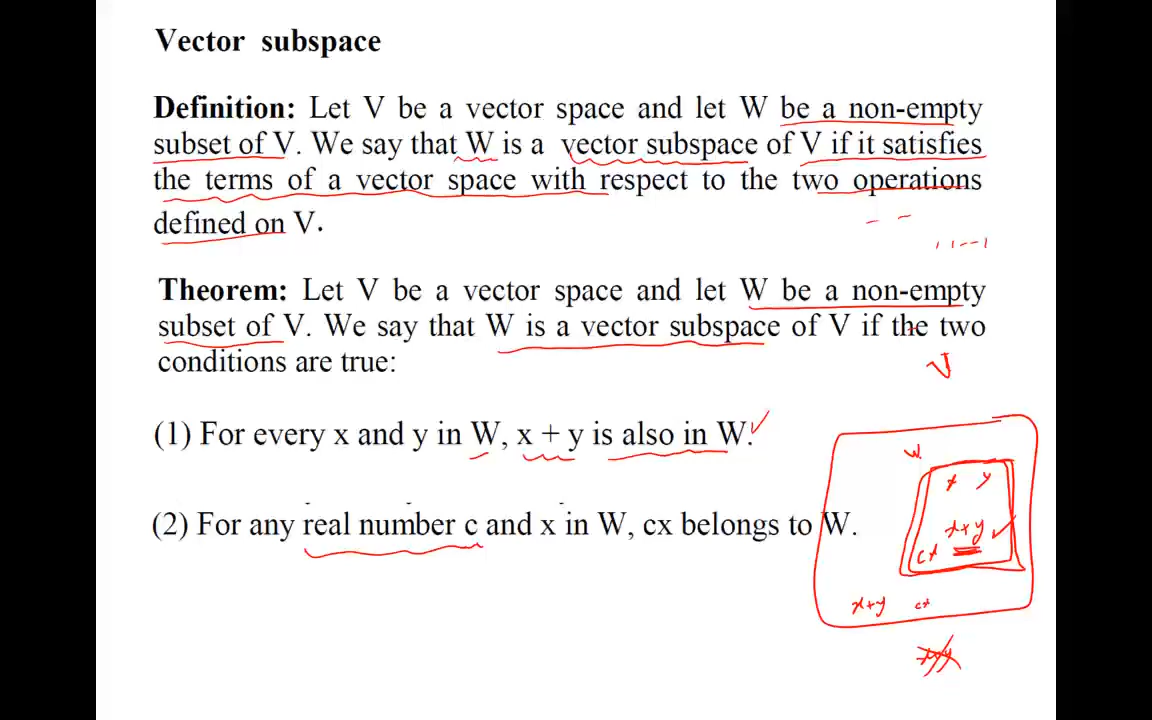 Vector subspace
Definition: Let V be a vector space and let W be a non-empty
subset of V. We say that W is a vector subspace of V if it satisfies
the terms of a vector space with respect to the two operations
defined on V.
Theorem: Let V be a vector space and let W be a non-empty
subset of V. We say that W is a vector subspace of V if the two
conditions are true:
V
(1) For every x and y in W, x + y is also in W.
W
x y
(2) For any real number c and x in W, cx belongs to W.
x+y
cx
x+y cx